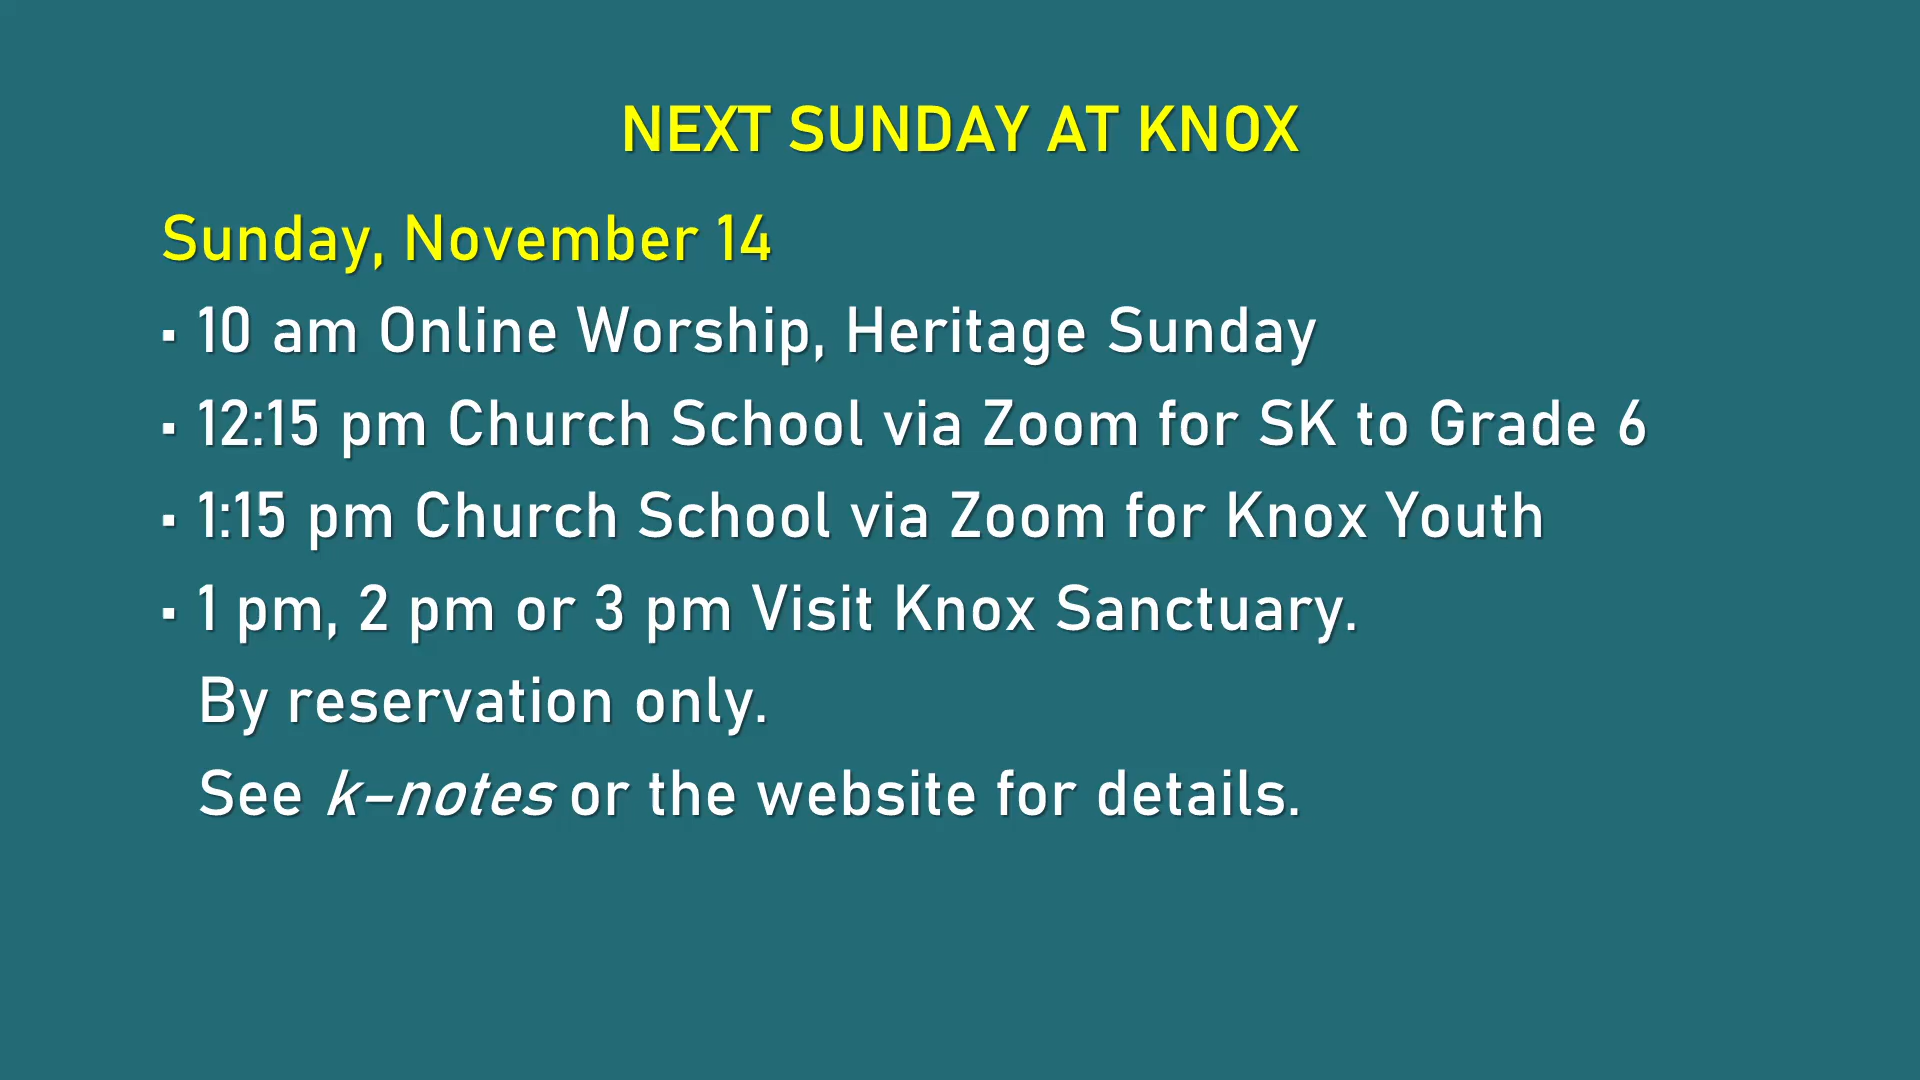 NEXT SUNDAY AT KNOX
Sunday, November 14
▪ 10 am Online Worship, Heritage Sunday
▪ 12:15 pm Church School via Zoom for SK to Grade 6
▪ 1:15 pm Church School via Zoom for Knox Youth
▪ 1 pm, 2 pm or 3 pm Visit Knox Sanctuary.
By reservation only.
See k-notes or the website for details.